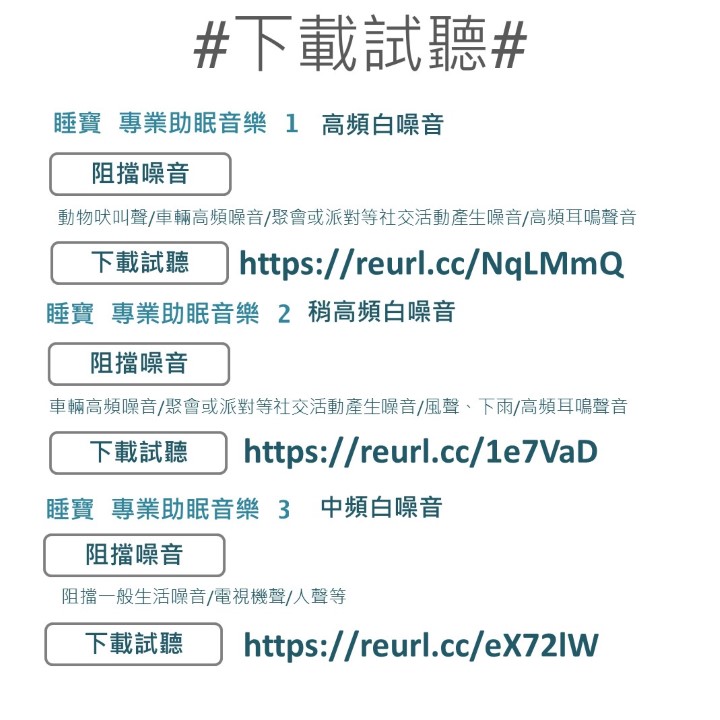 #下載試聽#
睡寶 專業助眠音樂 1 高頻白噪音
阻擋噪音
動物吠叫聲/車輛高頻噪音/聚會或派對等社交活動產生噪音/高頻耳鳴聲音
下載試聽 https://reurl.cc/NqLMmQ
睡寶 專業助眠音樂 2 稍高頻白噪音
阻擋噪音
車輛高頻噪音/聚會或派對等社交活動產生噪音/風聲、下雨/高頻耳鳴聲音
下載試聽 https://reurl.cc/1e7VaD
睡寶 專業助眠音樂 3 中頻白噪音
阻擋噪音
阻擋一般生活噪音/電視機聲/人聲等
下載試聽 https://reurl.cc/eX72lW